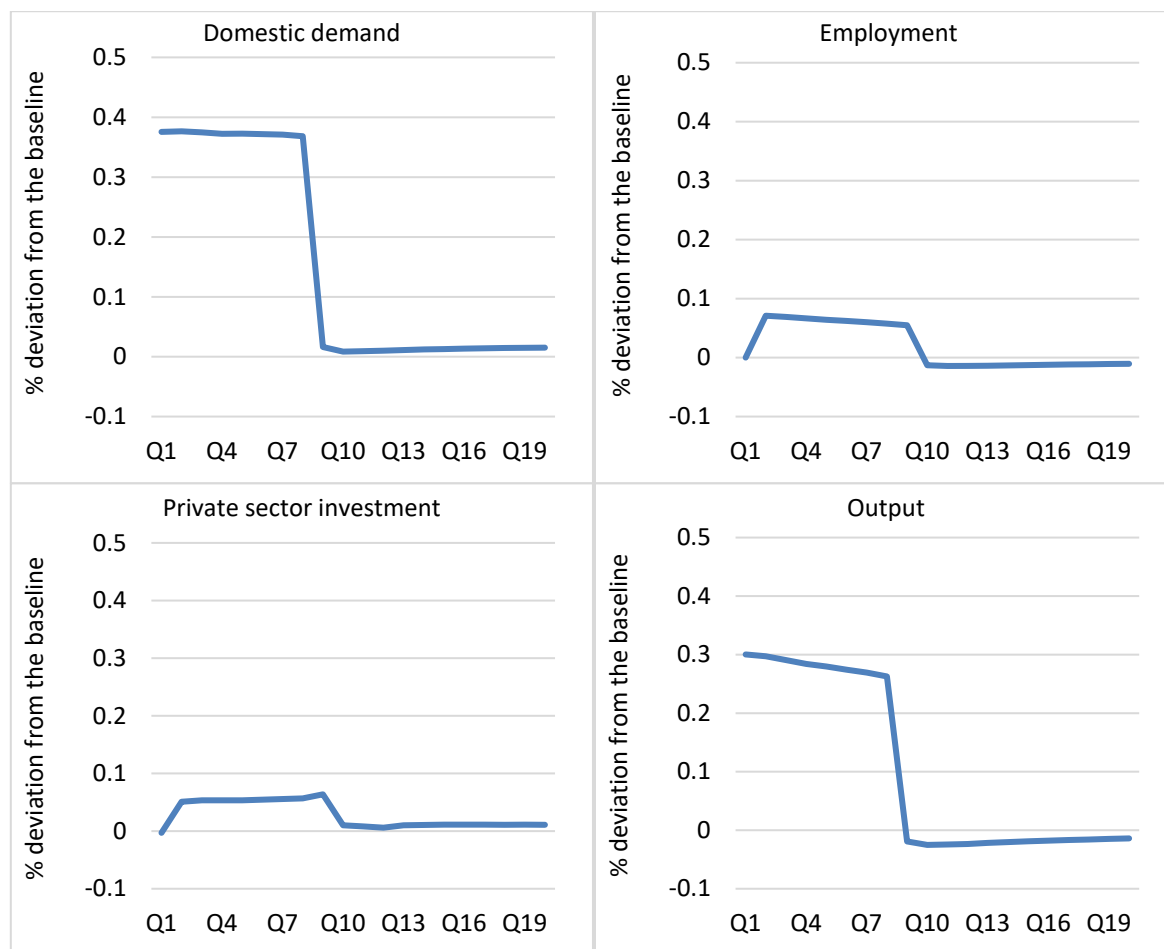 Domestic demand
% deviation from the baseline
0.5
0.4
0.3
0.2
0.1
0
-0.1
Q1 Q4 Q7 Q10 Q13 Q16 Q19
Employment
% deviation from the baseline
0.5
0.4
0.3
0.2
0.1
0
-0.1
Q1 Q4 Q7 Q10 Q13 Q16 Q19
Private sector investment
% deviation from the baseline
0.5
0.4
0.3
0.2
0.1
0
-0.1
Q1 Q4 Q7 Q10 Q13 Q16 Q19
Output
% deviation from the baseline
0.5
0.4
0.3
0.2
0.1
0
-0.1
Q1 Q4 Q7 Q10 Q13 Q16 Q19